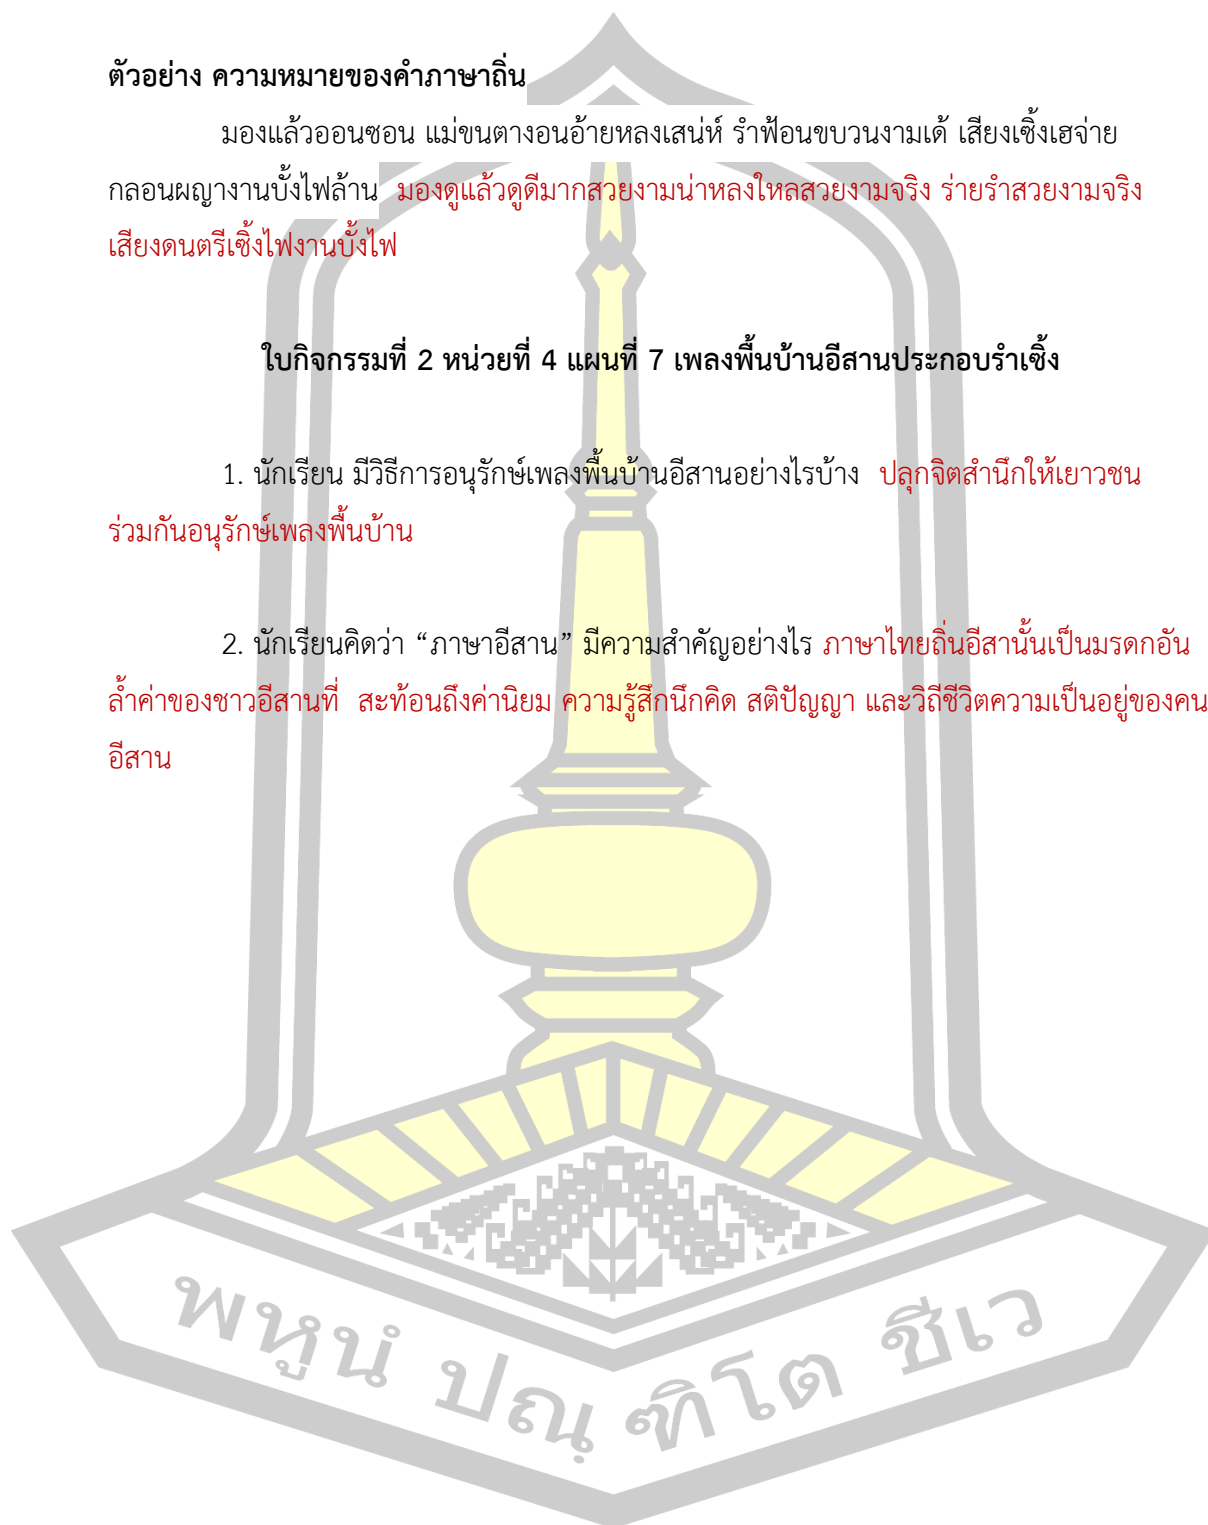 ตัวอย่าง ความหมายของคำภาษาถิ่น
มองแล้วออนซอน แม่ขนตางอนอ้ายหลงเสน่ห์ รำฟ้อนขบวนงามเด้ เสียงเซิ้งเฮจ่าย
กลอนผญางานบั้งไฟล้าน มองดูแล้วดูดีมากสวยงามน่าหลงใหลสวยงามจริง ร่ายรำสวยงามจริง
เสียงดนตรีเซิ้งไฟงานบั้งไฟ
ใบกิจกรรมที่ 2 หน่วยที่ 4 แผนที่ 7 เพลงพื้นบ้านอีสานประกอบรำเซิ้ง
1. นักเรียน มีวิธีการอนุรักษ์เพลงพื้นบ้านอีสานอย่างไรบ้าง ปลุกจิตสำนึกให้เยาวชน
ร่วมกันอนุรักษ์เพลงพื้นบ้าน
2. นักเรียนคิดว่า “ภาษาอีสาน” มีความสำคัญอย่างไร ภาษาไทยถิ่นอีสานั้นเป็นมรดกอัน
ล้ำค่าของชาวอีสานที่ สะท้อนถึงค่านิยม ความรู้สึกนึกคิด สติปัญญา และวิถีชีวิตความเป็นอยู่ของคน
อีสาน
พหูนํ ปณฺฑิโต ชีเว